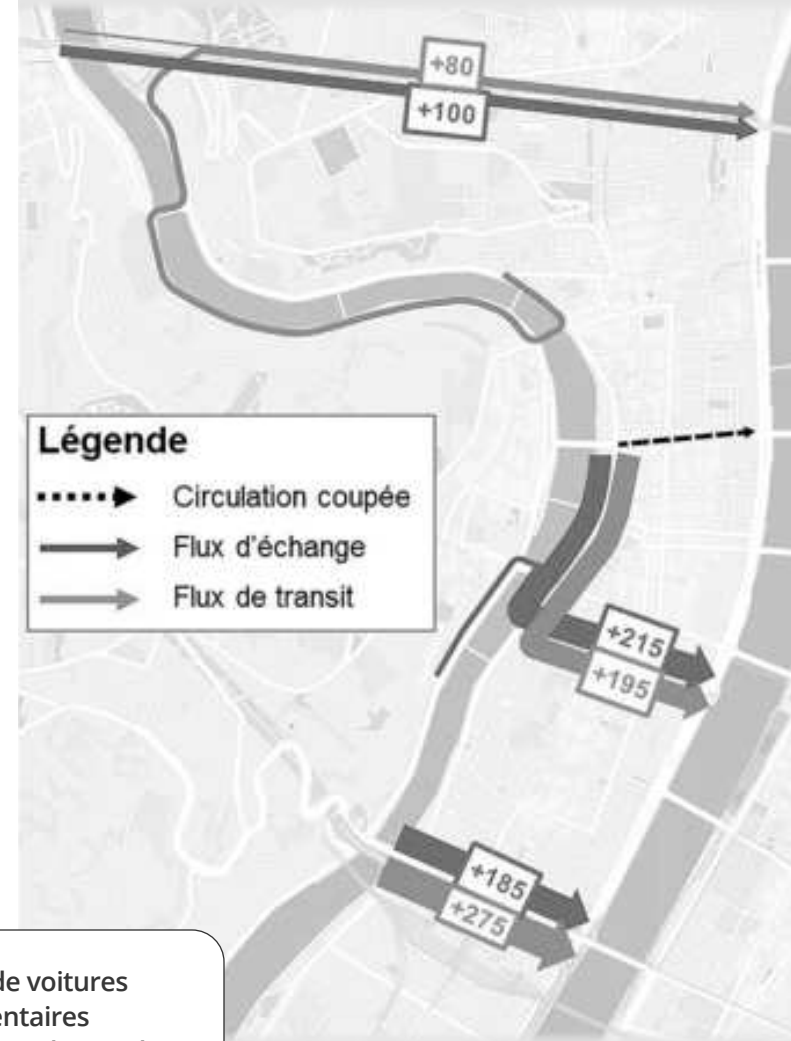 +80
+100
Légende
Circulation coupée
Flux d'échange
Flux de transit
+215
+195
+185
+275
de voitures
entaires